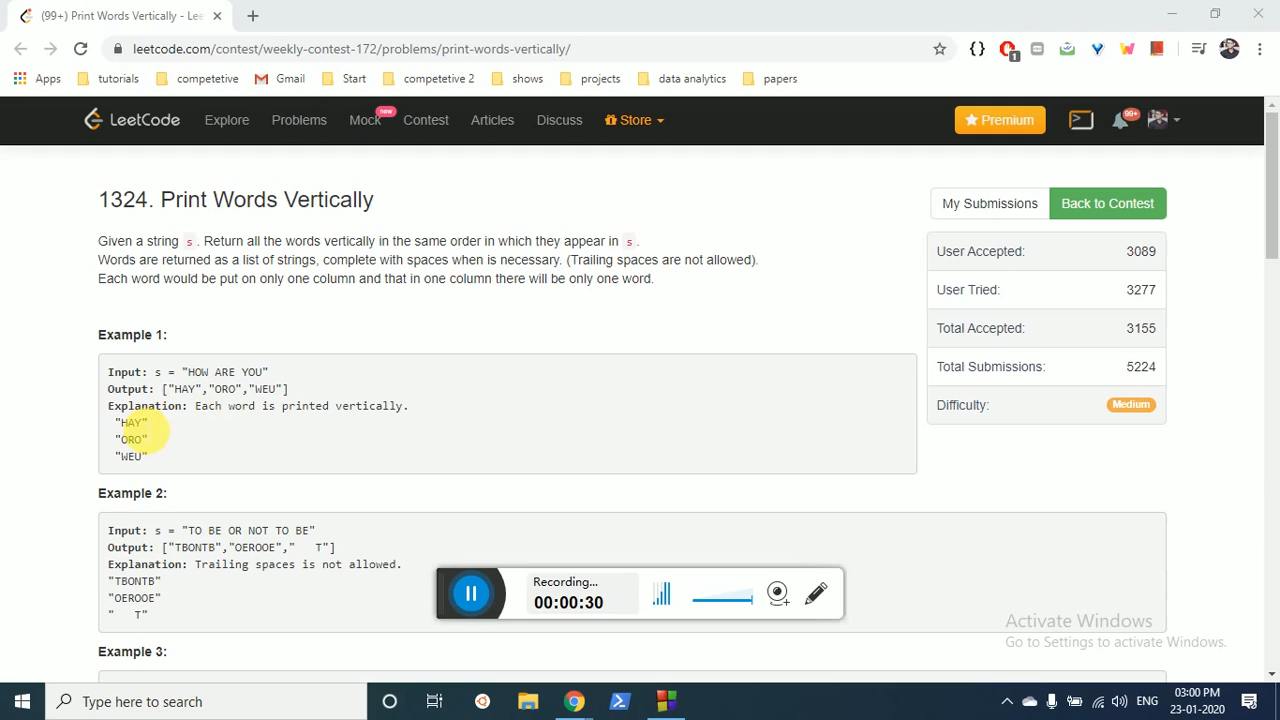 (99+) Print Words Vertically - Lee
leetcode.com/contest/weekly-contest-172/problems/print-words-vertically/
1
Apps tutorials competetive Gmail Start competetive 2 shows projects data analytics papers
LeetCode Explore Problems Mock new Contest Articles Discuss Store Premium 99+
1324. Print Words Vertically
My Submissions Back to Contest
Given a string s . Return all the words vertically in the same order in which they appear in s .
Words are returned as a list of strings, complete with spaces when is necessary. (Trailing spaces are not allowed).
Each word would be put on only one column and that in one column there will be only one word.
User Accepted: 3089
User Tried: 3277
Total Accepted: 3155
Total Submissions: 5224
Difficulty: Medium
Example 1:
Input: s = "HOW ARE YOU"
Output: ["HAY","ORO","WEU"]
Explanation: Each word is printed vertically.
"HAY"
"ORO"
"WEU"
Example 2:
Input: s = "TO BE OR NOT TO BE"
Output: ["TBONTB","OEROOE","   T"]
Explanation: Trailing spaces is not allowed.
"TBONTB"
"OEROOE"
"   T"
Example 3:
Recording...
00:00:30
Activate Windows
Go to Settings to activate Windows.
Type here to search
ENG
03:00 PM
23-01-2020